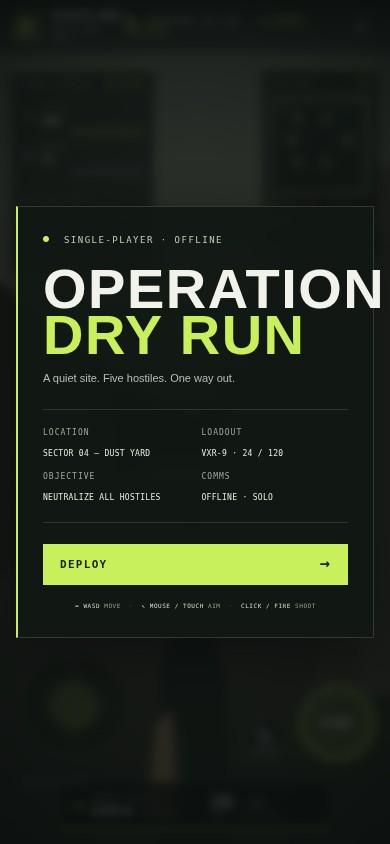 SINGLE-PLAYER · OFFLINE
OPERATION
DRY RUN
A quiet site. Five hostiles. One way out.
LOCATION
SECTOR 04 — DUST YARD
LOADOUT
VXR-9 · 24 / 120
OBJECTIVE
NEUTRALIZE ALL HOSTILES
COMMS
OFFLINE · SOLO
DEPLOY →
WASD MOVE · MOUSE / TOUCH AIM · CLICK / FIRE SHOOT